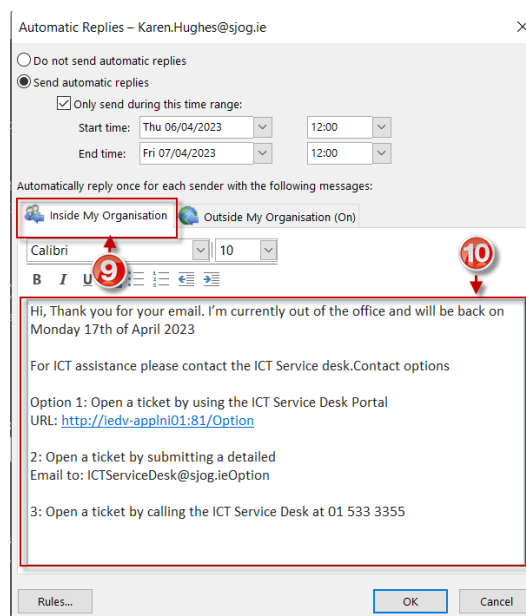 Automatic Replies – Karen.Hughes@sjog.ie
Do not send automatic replies
Send automatic replies
Only send during this time range:
Start time: Thu 06/04/2023 12:00
End time: Fri 07/04/2023 12:00
Automatically reply once for each sender with the following messages:
Inside My Organisation Outside My Organisation (On)
Calibri 10
10
B I U
9
Hi, Thank you for your email. I’m currently out of the office and will be back on
Monday 17th of April 2023
For ICT assistance please contact the ICT Service desk.Contact options
Option 1: Open a ticket by using the ICT Service Desk Portal
URL: http://iedv-applni01:81/Option
2: Open a ticket by submitting a detailed
Email to: ICTServiceDesk@sjog.ieOption
3: Open a ticket by calling the ICT Service Desk at 01 533 3355
Rules... OK Cancel